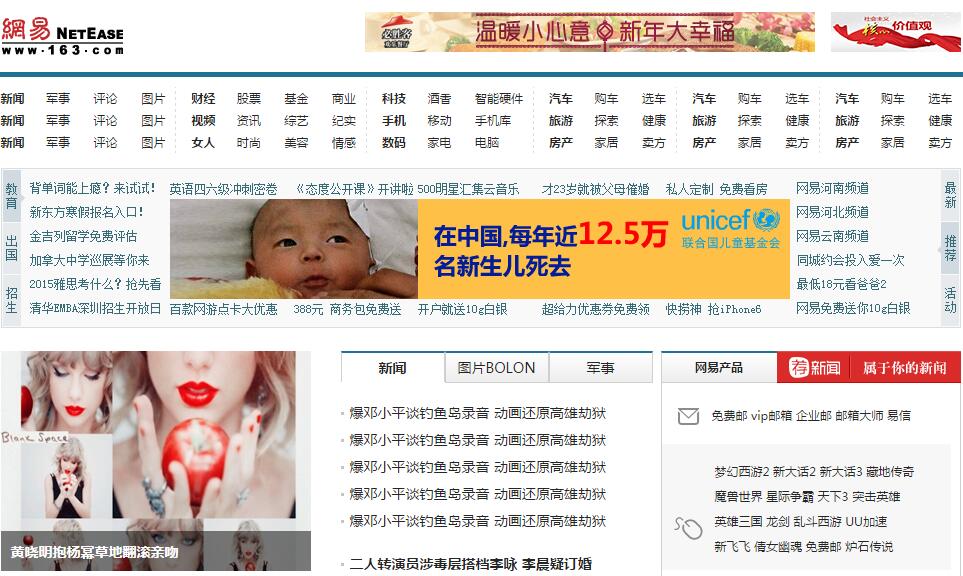 網易 NETEASE
www.163.com
必胜客
欢乐餐厅
温暖小心意 新年大幸福
社会主义
核心价值观
新闻 军事 评论 图片 财经 股票 基金 商业 科技 酒香 智能硬件 汽车 购车 选车 汽车 购车 选车 汽车 购车 选车
新闻 军事 评论 图片 视频 资讯 综艺 纪实 手机 移动 手机库 旅游 探索 健康 旅游 探索 健康 旅游 探索 健康
新闻 军事 评论 图片 女人 时尚 美容 情感 数码 家电 电脑 房产 家居 卖方 房产 家居 卖方 房产 家居 卖方
教育
出国
招生
背单词能上瘾？来试试！
新东方寒假报名入口！
金吉列留学免费评估
加拿大中学巡展等你来
2015雅思考什么？抢先看
清华EMBA深圳招生开放日
英语四六级冲刺密卷 《态度公开课》开讲啦 500明星汇集云音乐 才23岁就被父母催婚 私人定制 免费看房
在中国,每年近12.5万
名新生儿死去
unicef
联合国儿童基金会
百款网游点卡大优惠 388元 商务包免费送 开户就送10g白银 超给力优惠券免费领 快捞神 抢iPhone6
网易河南频道
网易河北频道
网易云南频道
同城约会投入爱一次
最低18元看爸爸2
网易免费送你10g白银
最新
推荐
活动
Blank Space
黄晓明抱杨幂草地翻滚亲吻
新闻 图片BOLON 军事
爆邓小平谈钓鱼岛录音 动画还原高雄劫狱
爆邓小平谈钓鱼岛录音 动画还原高雄劫狱
爆邓小平谈钓鱼岛录音 动画还原高雄劫狱
爆邓小平谈钓鱼岛录音 动画还原高雄劫狱
爆邓小平谈钓鱼岛录音 动画还原高雄劫狱
二人转演员涉毒层搭档李咏 李晨疑订婚
网易产品 荐新闻 属于你的新闻
免费邮 vip邮箱 企业邮 邮箱大师 易信
梦幻西游2 新大话2 新大话3 藏地传奇
魔兽世界 星际争霸 天下3 突击英雄
英雄三国 龙剑 乱斗西游 UU加速
新飞飞 倩女幽魂 免费邮 炉石传说